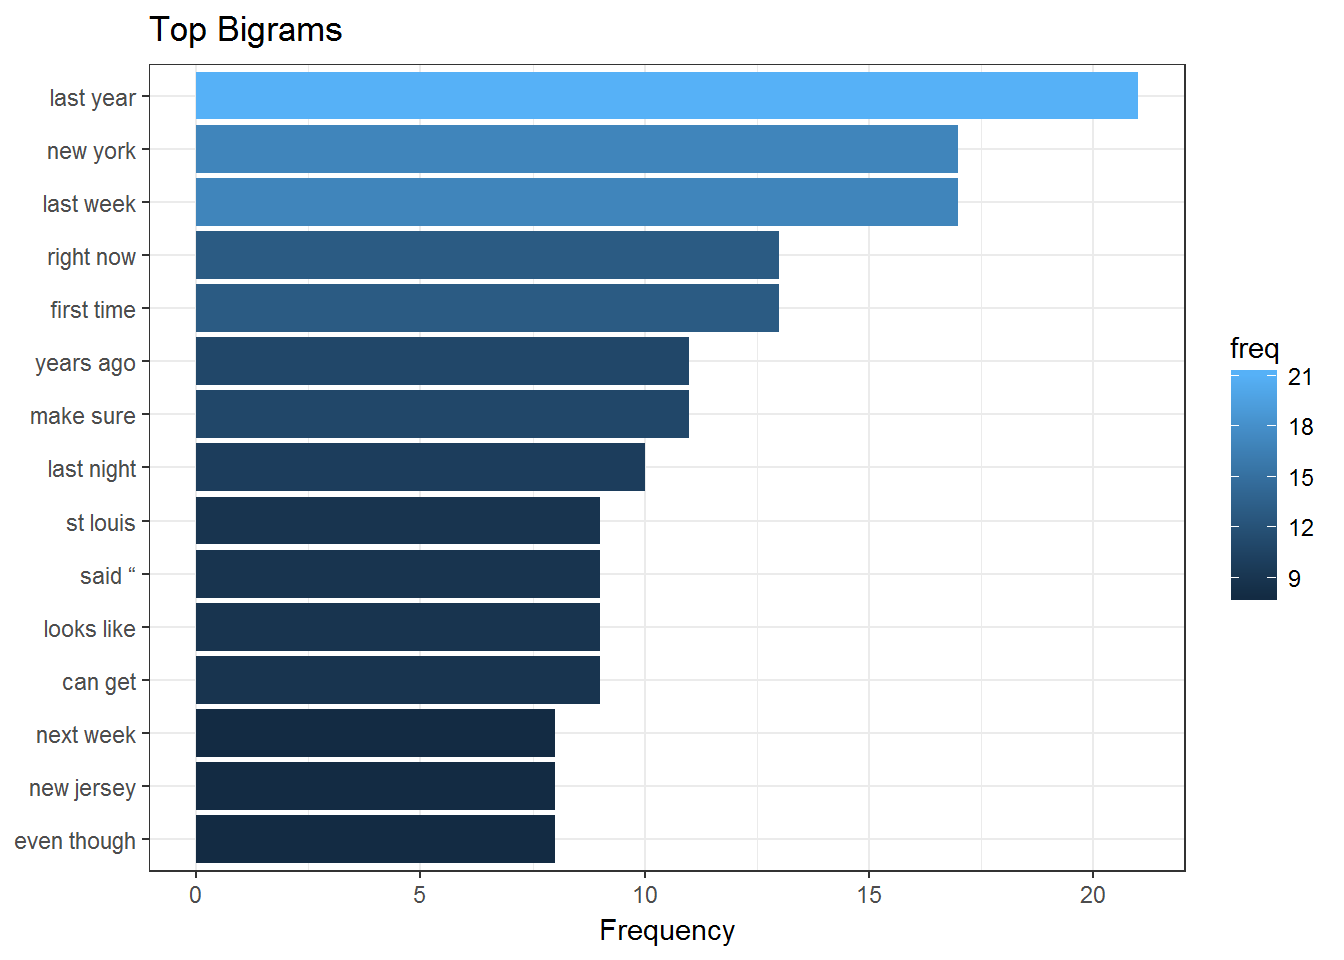 Top Bigrams
last year
new york
last week
right now
first time
years ago
make sure
last night
st louis
said “
looks like
can get
next week
new jersey
even though
0 5 10 15 20
Frequency
freq
21
18
15
12
9